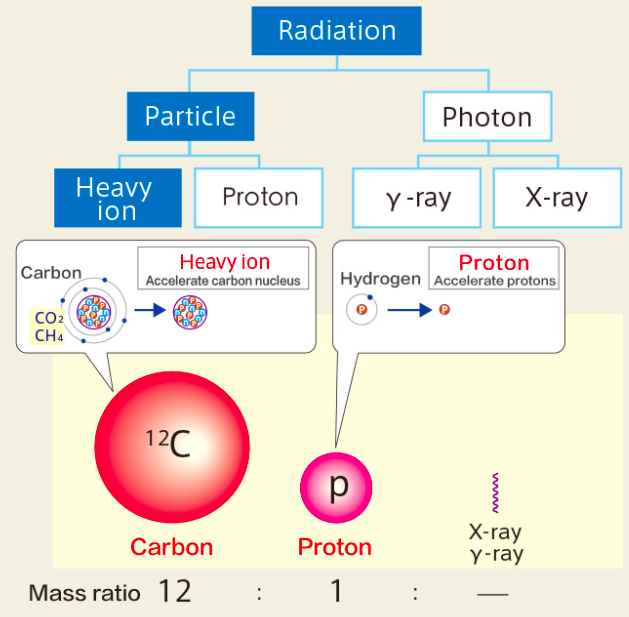 Radiation
Particle
Photon
Heavy
ion
Proton
γ-ray
X-ray
Carbon
Heavy ion
Accelerate carbon nucleus
CO₂
CH₄
P
n
Hydrogen
Proton
Accelerate protons
P
P
¹²C
p
Carbon
Proton
X-ray
γ-ray
Mass ratio 12 : 1 : —